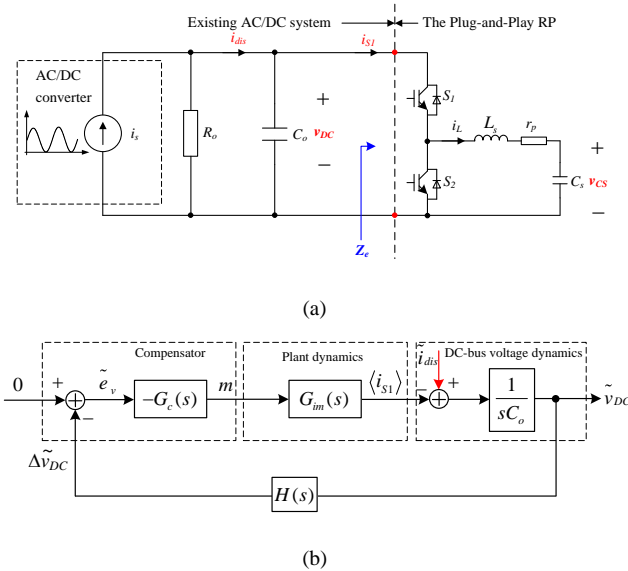 Existing AC/DC system
The Plug-and-Play RP
i_dis
i_S1
AC/DC
converter
i_s
R_o
C_o
+
v_DC
−
Z_e
S_1
S_2
i_L
L_s
r_p
C_s
+
v_CS
−
(a)
Compensator
Plant dynamics
ĩ_dis
DC-bus voltage dynamics
0
+
−
ẽ_v
−G_c(s)
m
G_im(s)
⟨i_S1⟩
−
+
1
sC_o
ṽ_DC
Δṽ_DC
H(s)
(b)